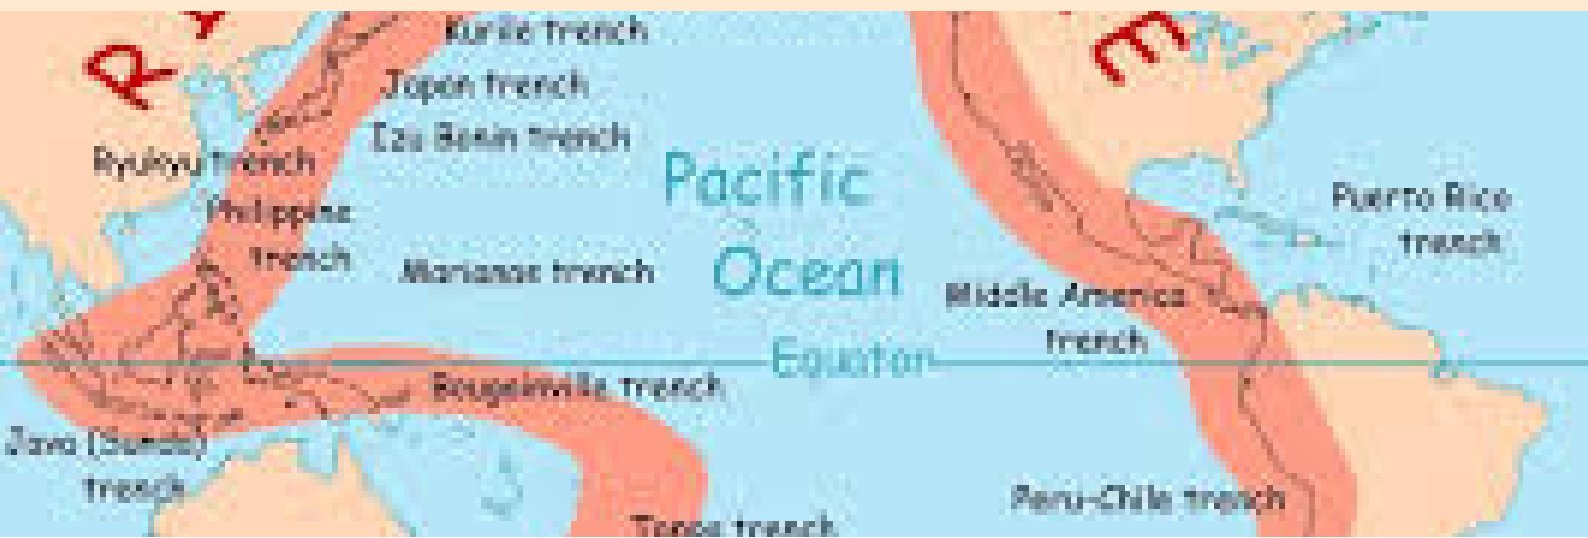 R
E
Kurile trench
Japan trench
Izu Bonin trench
Ryukyu trench
Philippine
trench
Marianas trench
Pacific
Ocean
Equator
Puerto Rico
trench
Middle America
trench
Bougainville trench
Java (Sunda)
trench
Peru-Chile trench
Tonga trench